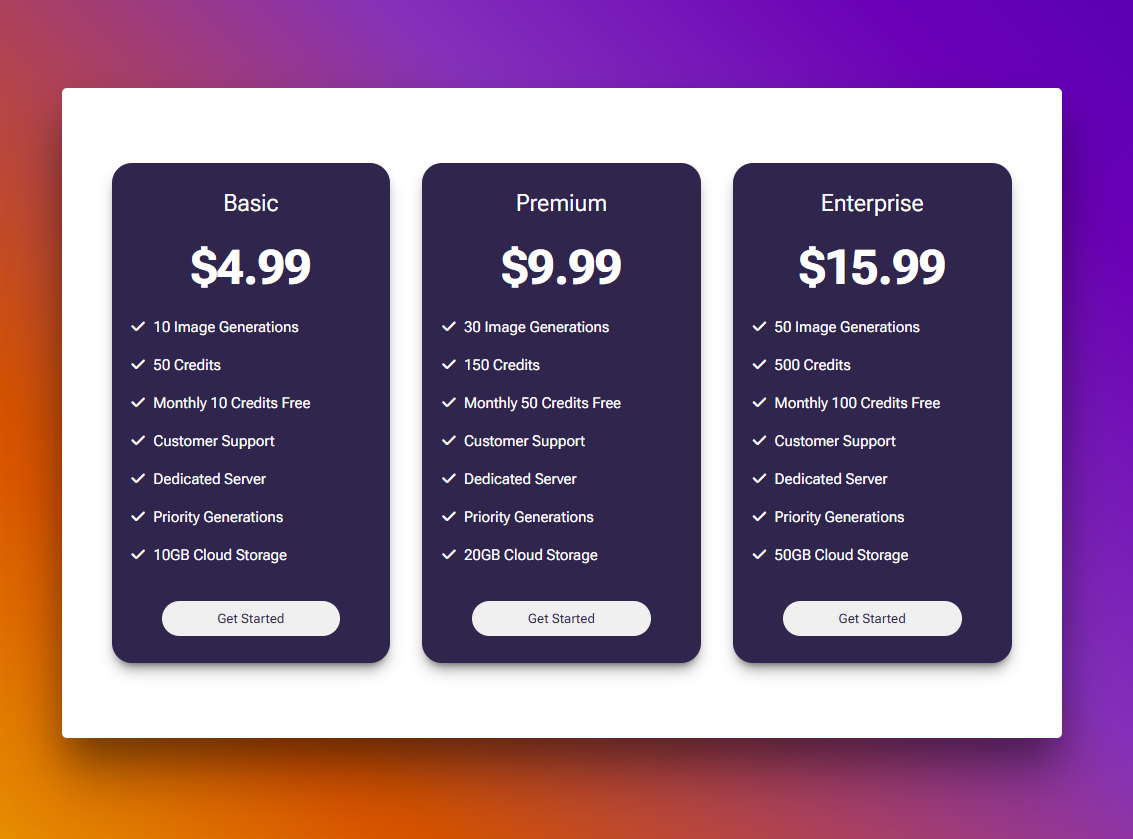 Basic
$4.99
10 Image Generations
50 Credits
Monthly 10 Credits Free
Customer Support
Dedicated Server
Priority Generations
10GB Cloud Storage
Get Started
Premium
$9.99
30 Image Generations
150 Credits
Monthly 50 Credits Free
Customer Support
Dedicated Server
Priority Generations
20GB Cloud Storage
Get Started
Enterprise
$15.99
50 Image Generations
500 Credits
Monthly 100 Credits Free
Customer Support
Dedicated Server
Priority Generations
50GB Cloud Storage
Get Started